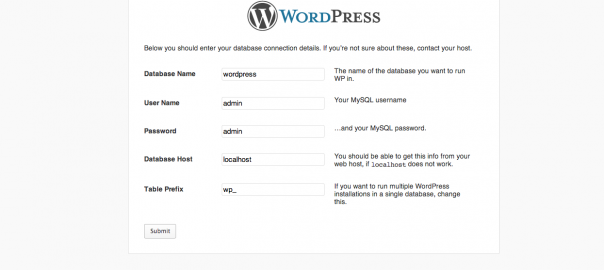 WORDPRESS
Below you should enter your database connection details. If you're not sure about these, contact your host.
Database Name
wordpress
The name of the database you want to run
WP in.
User Name
admin
Your MySQL username
Password
admin
...and your MySQL password.
Database Host
localhost
You should be able to get this info from your
web host, if localhost does not work.
Table Prefix
wp_
If you want to run multiple WordPress
installations in a single database, change
this.
Submit